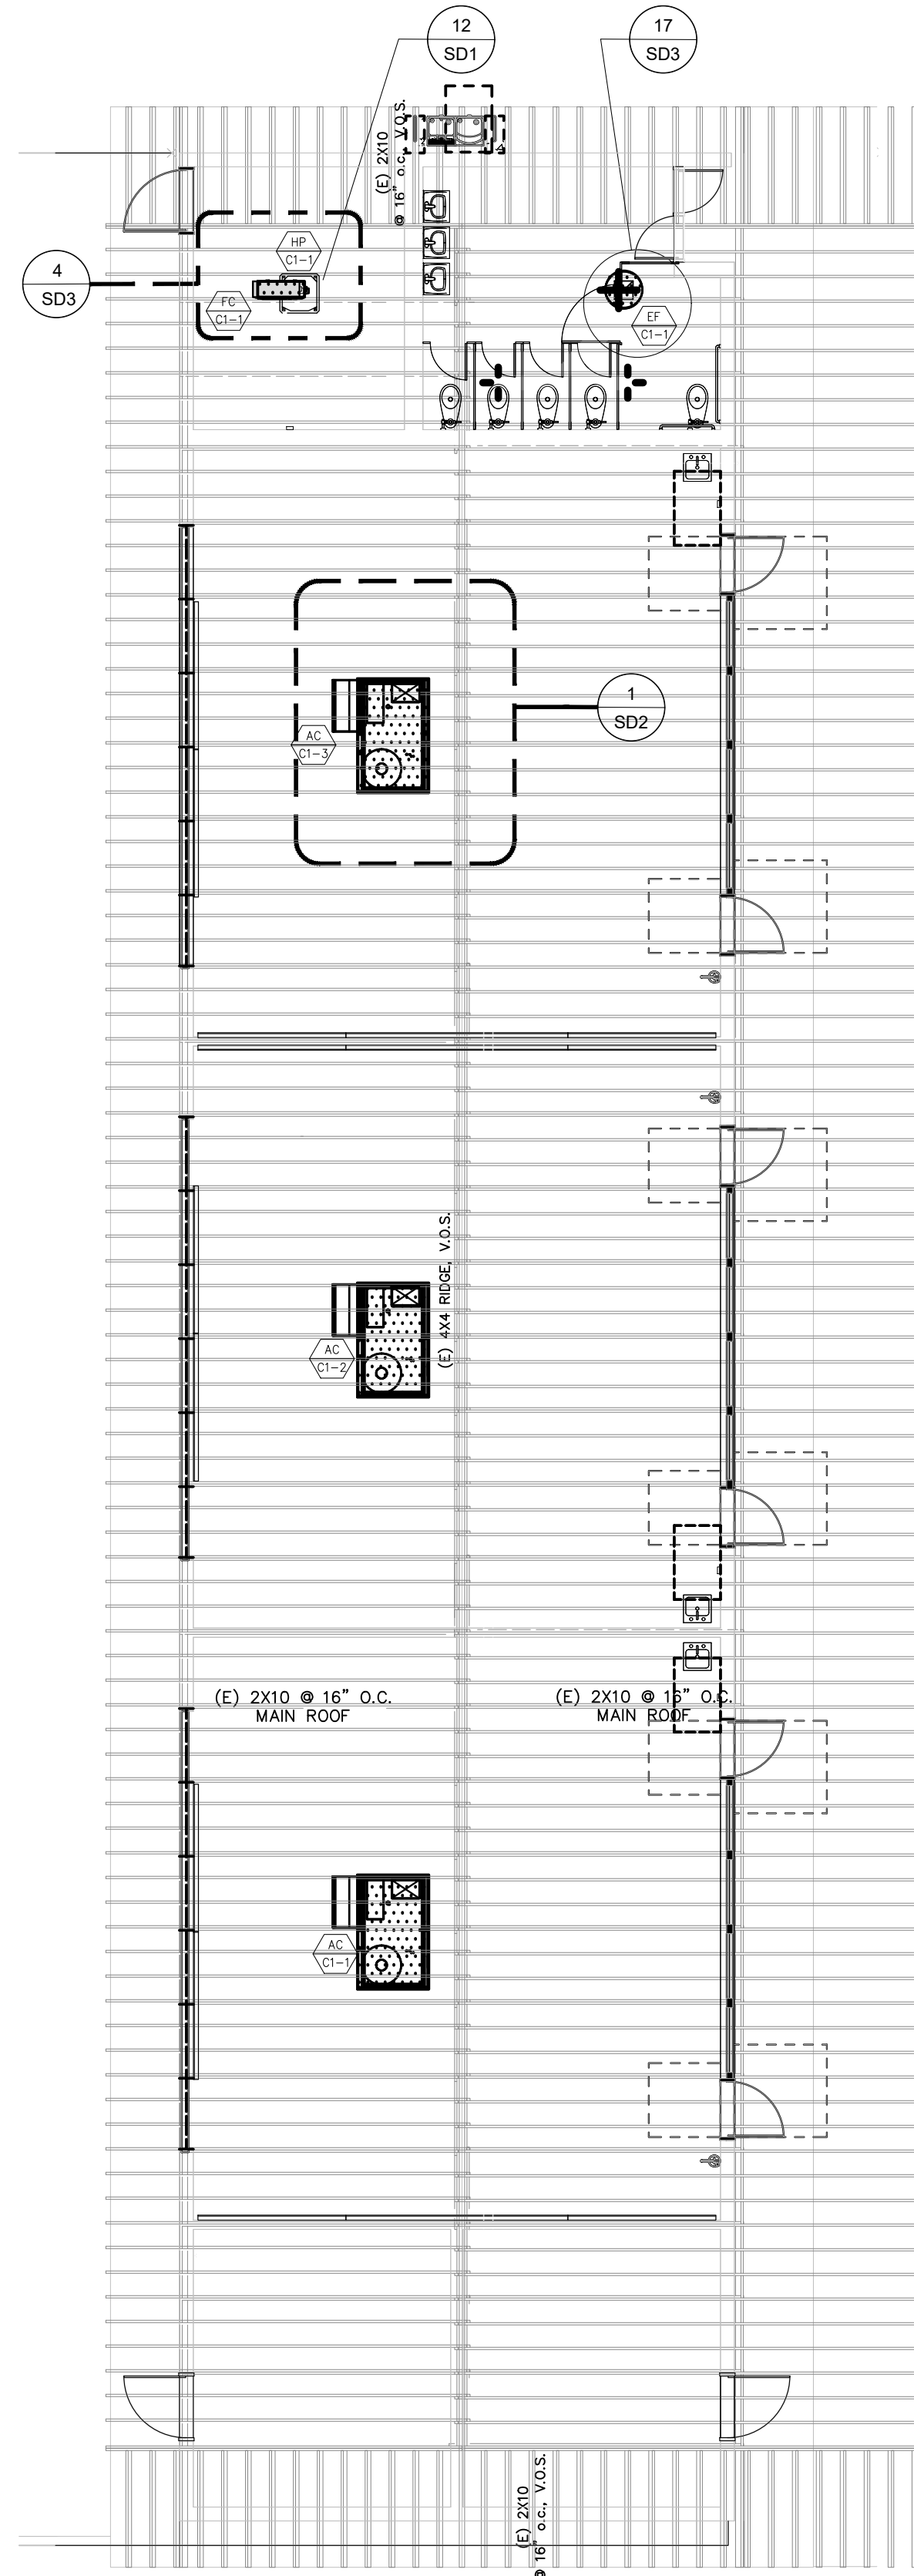 12
SD1
17
SD3
(E) 2X10
@ 16" o.c., V.O.S.
4
SD3
HP
C1-1
FC
C1-1
EF
C1-1
AC
C1-3
1
SD2
(E) 4X4 RIDGE, V.O.S.
AC
C1-2
(E) 2X10 @ 16" O.C.
MAIN ROOF
(E) 2X10 @ 16" O.C.
MAIN ROOF
AC
C1-1
(E) 2X10
@ 16" o.c., V.O.S.